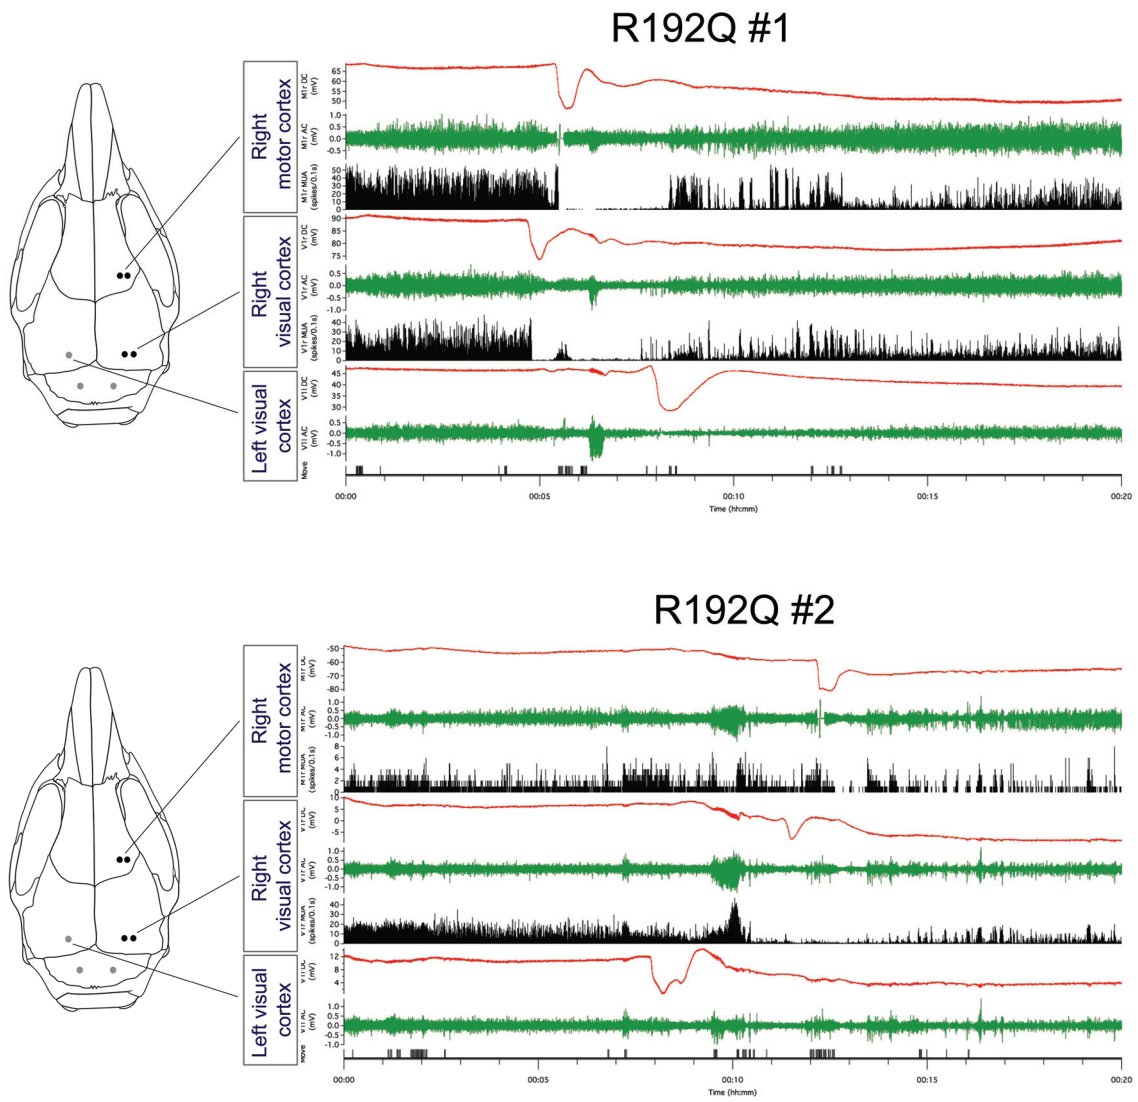 R192Q #1
Right
motor cortex
M1r DC
(mV)
65
60
55
50
M1r AC
(mV)
1.0
0.5
0.0
-0.5
M1r MUA
(spikes/0.1s)
50
40
30
20
10
0
Right
visual cortex
V1r DC
(mV)
90
85
80
75
V1r AC
(mV)
0.5
0.0
-0.5
-1.0
V1r MUA
(spikes/0.1s)
40
30
20
10
0
Left visual
cortex
V1l DC
(mV)
45
35
30
V1l AC
(mV)
0.5
0.0
-0.5
-1.0
Move
00:00 00:05 00:10 00:15 00:20
Time (hh:mm)
R192Q #2
Right
motor cortex
(mV)
-50
-60
-70
-80
M1r AC
(mV)
1.0
0.5
0.0
-0.5
-1.0
M1r MUA
(spikes/0.1s)
8
6
4
2
0
Right
visual cortex
V1r DC
(mV)
10
5
0
-5
(mV)
1.0
0.5
0.0
-0.5
-1.0
V1r MUA
(spikes/0.1s)
40
30
20
10
0
Left visual
cortex
(mV)
12
8
4
(mV)
1.0
0.5
0.0
-0.5
-1.0
Move
00:00 00:05 00:10 00:15 00:20
Time (hh:mm)